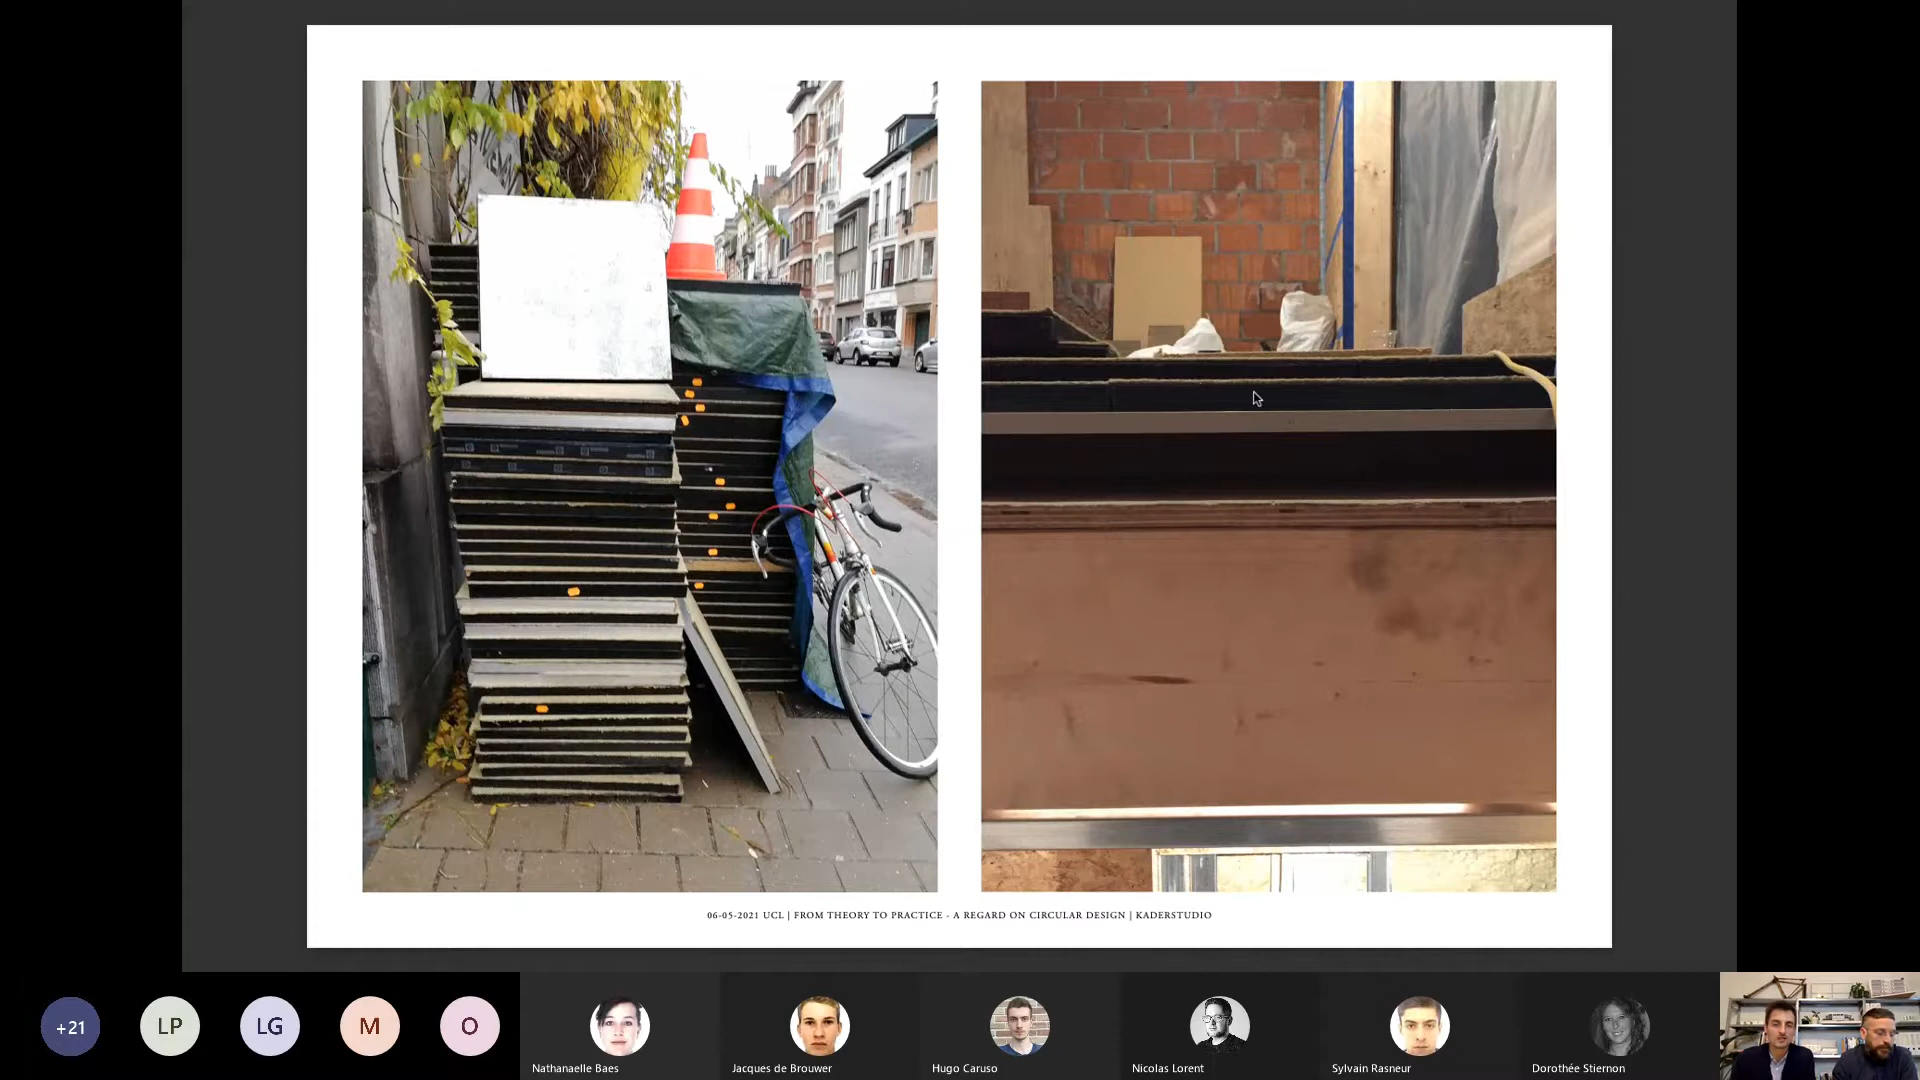 06-05-2021 UCL | FROM THEORY TO PRACTICE - A REGARD ON CIRCULAR DESIGN | KADERSTUDIO
+21
LP
LG
M
O
Nathanaelle Baes
Jacques de Brouwer
Hugo Caruso
Nicolas Lorent
Sylvain Rasneur
Dorothée Stiernon